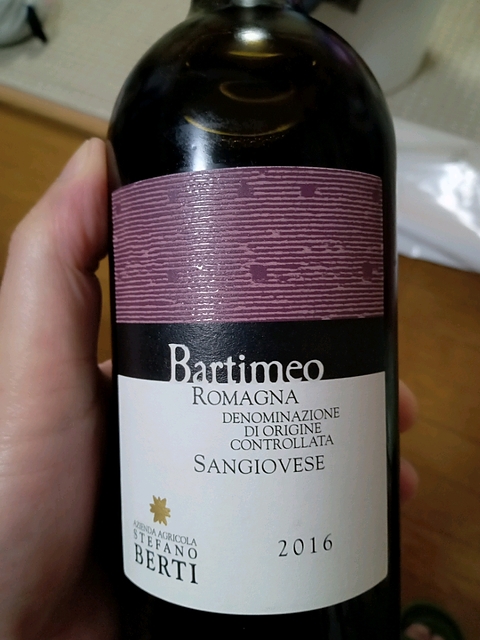 Bartimeo
ROMAGNA
DENOMINAZIONE
DI ORIGINE
CONTROLLATA
SANGIOVESE
AZIENDA AGRICOLA
STEFANO
BERTI
2016